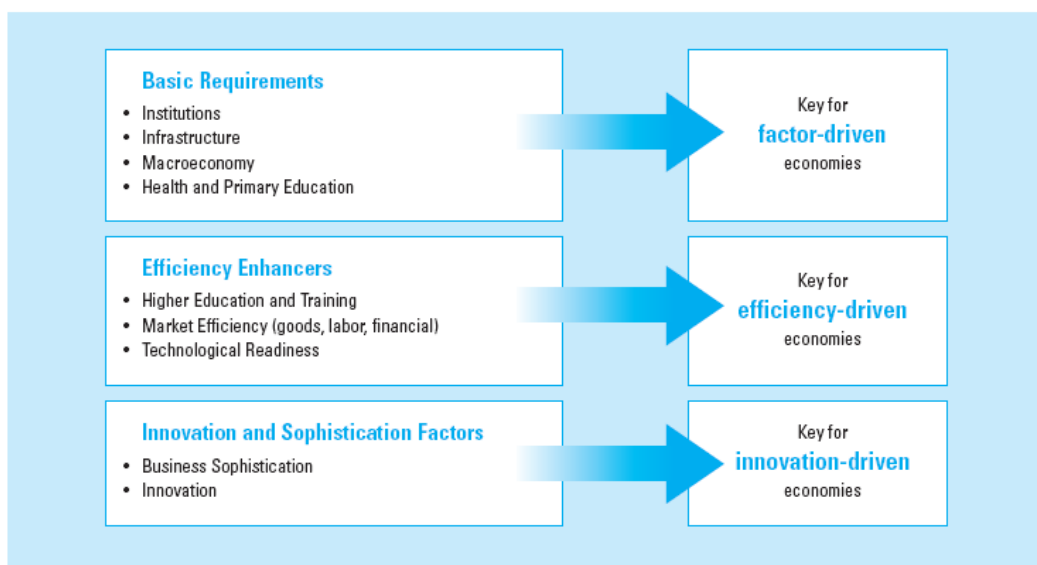 Basic Requirements
• Institutions
• Infrastructure
• Macroeconomy
• Health and Primary Education
Key for
factor-driven
economies
Efficiency Enhancers
• Higher Education and Training
• Market Efficiency (goods, labor, financial)
• Technological Readiness
Key for
efficiency-driven
economies
Innovation and Sophistication Factors
• Business Sophistication
• Innovation
Key for
innovation-driven
economies